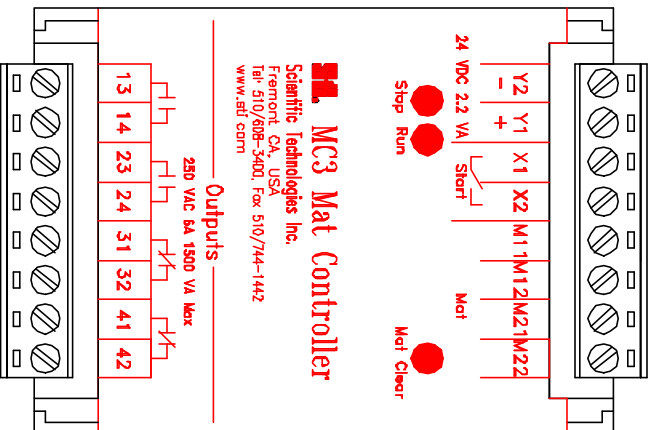 24 VDC 2.2 VA
Y2 - Y1 + X1 X2 M11 M12 M21 M22
Start
Mat
Stop Run
Mat Clear
STI. MC3 Mat Controller
Scientific Technologies Inc.
Fremont CA, USA
Tel: 510/608-3400, Fax 510/744-1442
www.sti.com
Outputs
250 VAC 6A 1500 VA Max
13 14 23 24 31 32 41 42